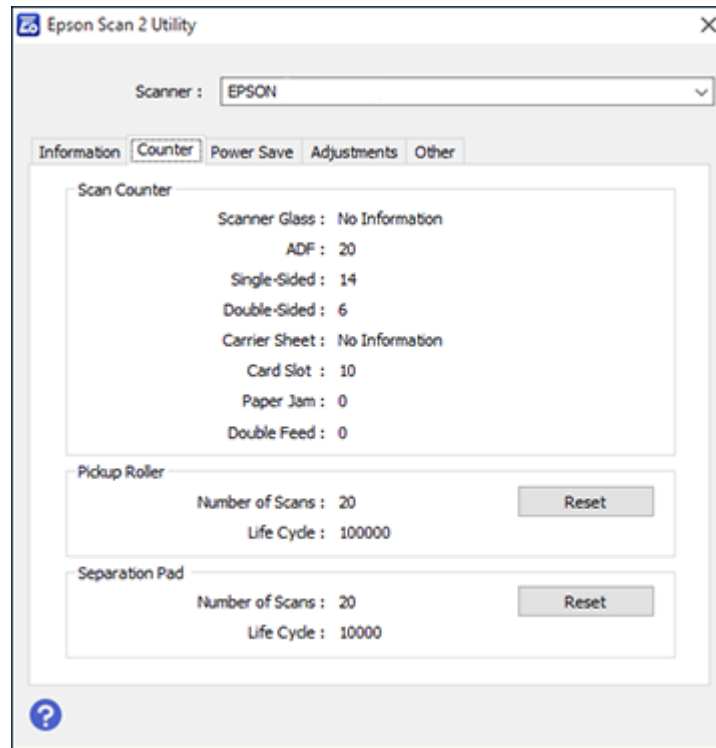 Epson Scan 2 Utility
Scanner : EPSON
Information Counter Power Save Adjustments Other
Scan Counter
Scanner Glass : No Information
ADF : 20
Single-Sided : 14
Double-Sided : 6
Carrier Sheet : No Information
Card Slot : 10
Paper Jam : 0
Double Feed : 0
Pickup Roller
Number of Scans : 20 Reset
Life Cycle : 100000
Separation Pad
Number of Scans : 20 Reset
Life Cycle : 10000
?